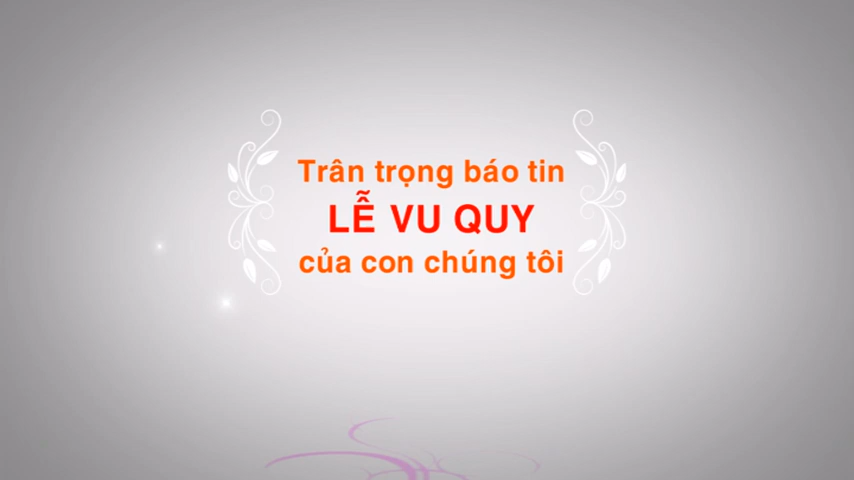 Trân trọng báo tin
LỄ VU QUY
của con chúng tôi